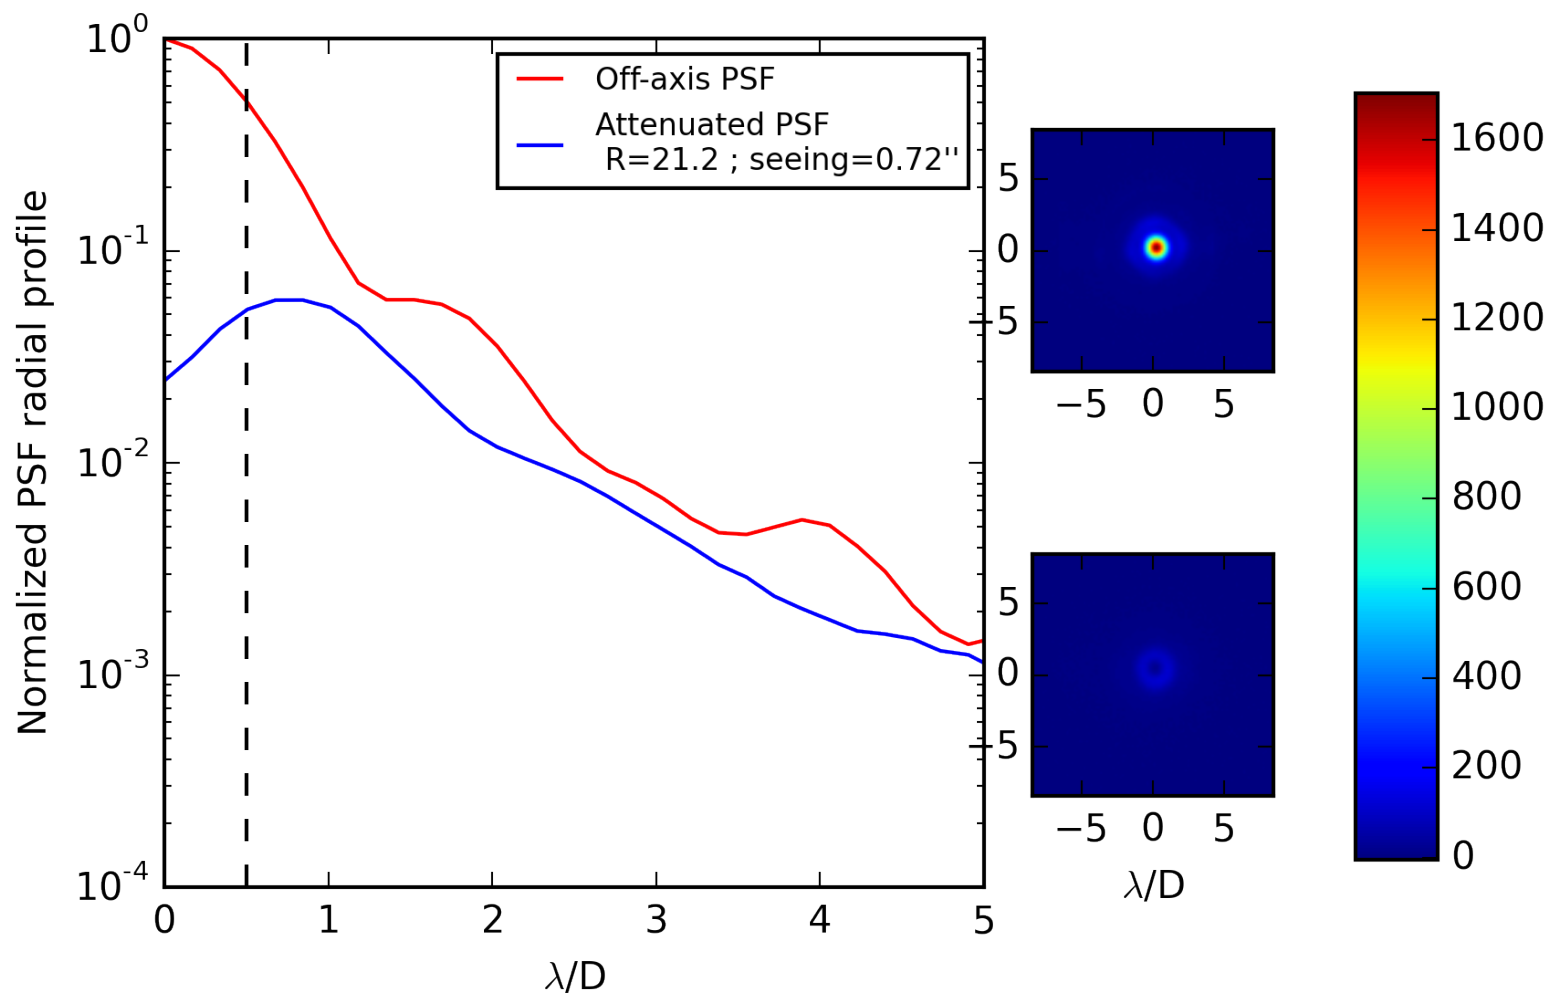 Normalized PSF radial profile
10^0
10^-1
10^-2
10^-3
10^-4
0 1 2 3 4 5
λ/D
Off-axis PSF
Attenuated PSF
R=21.2 ; seeing=0.72''
5
0
−5
−5 0 5
5
0
−5
−5 0 5
λ/D
1600
1400
1200
1000
800
600
400
200
0